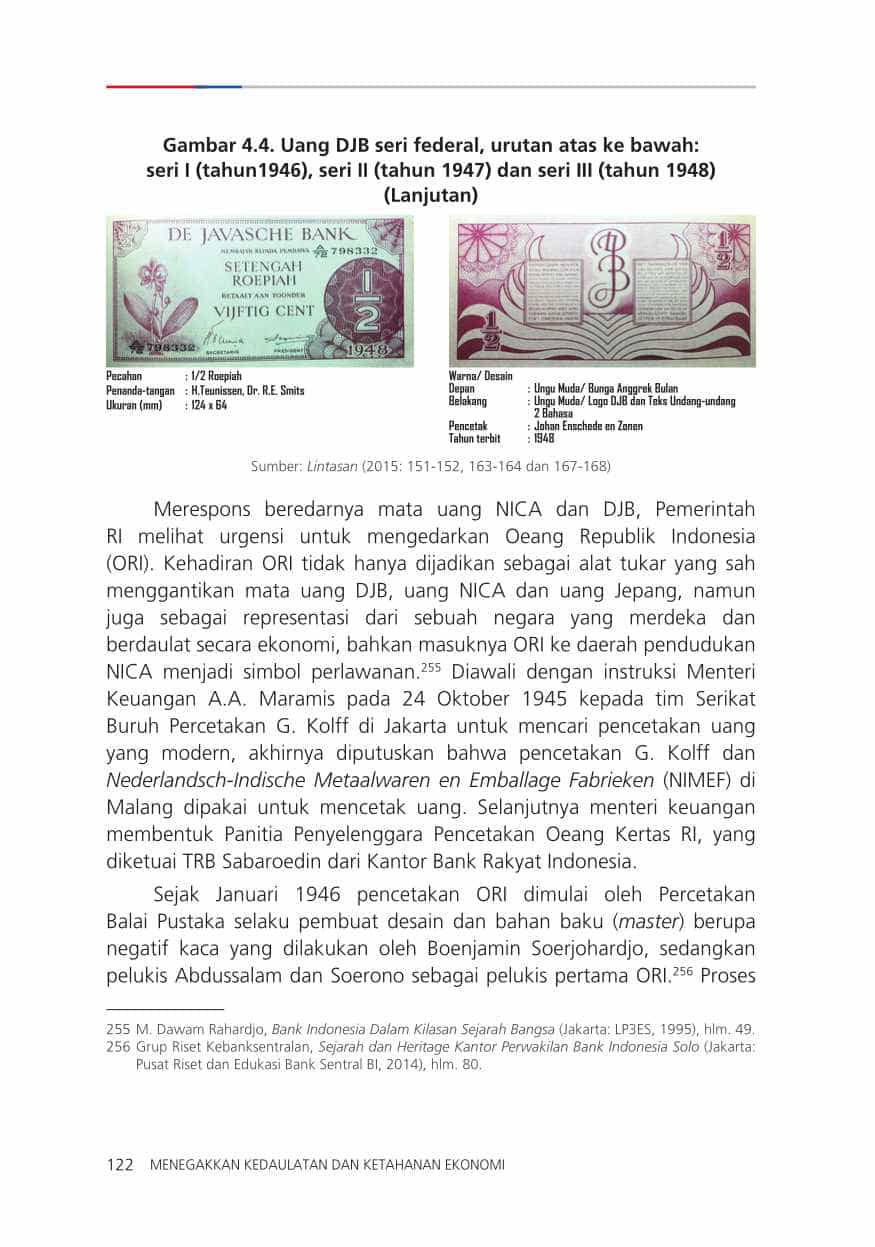 Gambar 4.4. Uang DJB seri federal, urutan atas ke bawah:
seri I (tahun1946), seri II (tahun 1947) dan seri III (tahun 1948)
(Lanjutan)
DE JAVASCHE BANK
MEMBAJAR KEPADA PEMBAWA
798332
SETENGAH
ROEPIAH
BETAALT AAN TOONDER
VIJFTIG CENT
1/2
798332
SECRETARIS
PRESIDENT
1948
1/2
1/2
Pecahan : 1/2 Roepiah
Penanda-tangan : H.Teunissen, Dr. R.E. Smits
Ukuran (mm) : 124 x 64
Warna/ Desain
Depan : Ungu Muda/ Bunga Anggrek Bulan
Belakang : Ungu Muda/ Logo DJB dan Teks Undang-undang
2 Bahasa
Pencetak : Johan Enschede en Zonen
Tahun terbit : 1948
Sumber: Lintasan (2015: 151-152, 163-164 dan 167-168)
Merespons beredarnya mata uang NICA dan DJB, Pemerintah
RI melihat urgensi untuk mengedarkan Oeang Republik Indonesia
(ORI). Kehadiran ORI tidak hanya dijadikan sebagai alat tukar yang sah
menggantikan mata uang DJB, uang NICA dan uang Jepang, namun
juga sebagai representasi dari sebuah negara yang merdeka dan
berdaulat secara ekonomi, bahkan masuknya ORI ke daerah pendudukan
NICA menjadi simbol perlawanan.255 Diawali dengan instruksi Menteri
Keuangan A.A. Maramis pada 24 Oktober 1945 kepada tim Serikat
Buruh Percetakan G. Kolff di Jakarta untuk mencari pencetakan uang
yang modern, akhirnya diputuskan bahwa pencetakan G. Kolff dan
Nederlandsch-Indische Metaalwaren en Emballage Fabrieken (NIMEF) di
Malang dipakai untuk mencetak uang. Selanjutnya menteri keuangan
membentuk Panitia Penyelenggara Pencetakan Oeang Kertas RI, yang
diketuai TRB Sabaroedin dari Kantor Bank Rakyat Indonesia.
Sejak Januari 1946 pencetakan ORI dimulai oleh Percetakan
Balai Pustaka selaku pembuat desain dan bahan baku (master) berupa
negatif kaca yang dilakukan oleh Boenjamin Soerjohardjo, sedangkan
pelukis Abdussalam dan Soerono sebagai pelukis pertama ORI.256 Proses
255 M. Dawam Rahardjo, Bank Indonesia Dalam Kilasan Sejarah Bangsa (Jakarta: LP3ES, 1995), hlm. 49.
256 Grup Riset Kebanksentralan, Sejarah dan Heritage Kantor Perwakilan Bank Indonesia Solo (Jakarta:
Pusat Riset dan Edukasi Bank Sentral BI, 2014), hlm. 80.
122 MENEGAKKAN KEDAULATAN DAN KETAHANAN EKONOMI